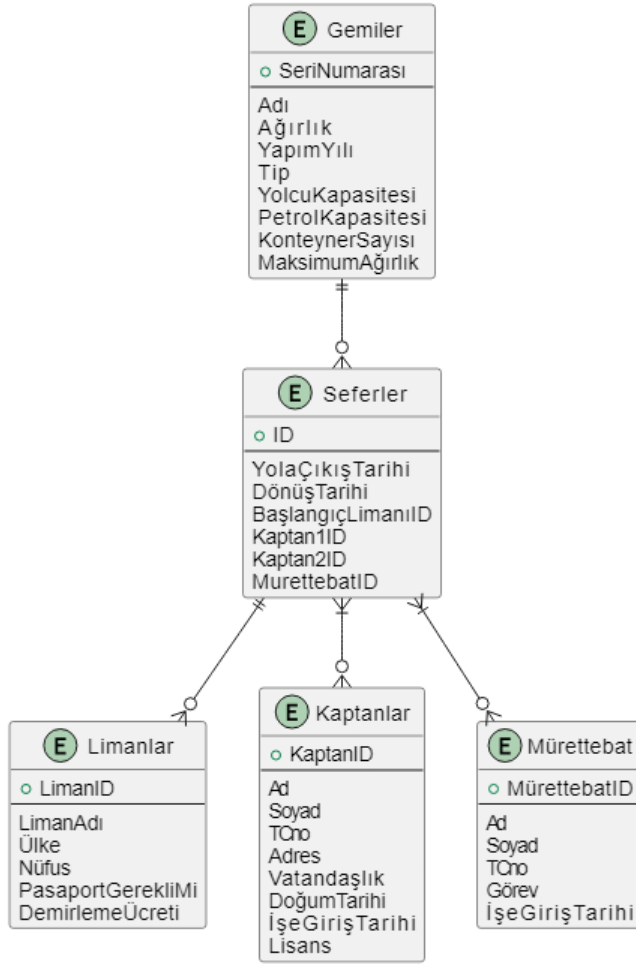 E Gemiler
SeriNumarası
Adı
Ağırlık
YapımYılı
Tip
YolcuKapasitesi
PetrolKapasitesi
KonteynerSayısı
MaksimumAğırlık
E Seferler
ID
YolaÇıkışTarihi
DönüşTarihi
BaşlangıçLimanıID
Kaptan1ID
Kaptan2ID
MurettebatID
E Limanlar
LimanID
LimanAdı
Ülke
Nüfus
PasaportGerekliMi
DemirlemeÜcreti
E Kaptanlar
KaptanID
Ad
Soyad
TCno
Adres
Vatandaşlık
DoğumTarihi
İşeGirişTarihi
Lisans
E Mürettebat
MürettebatID
Ad
Soyad
TCno
Görev
İşeGirişTarihi